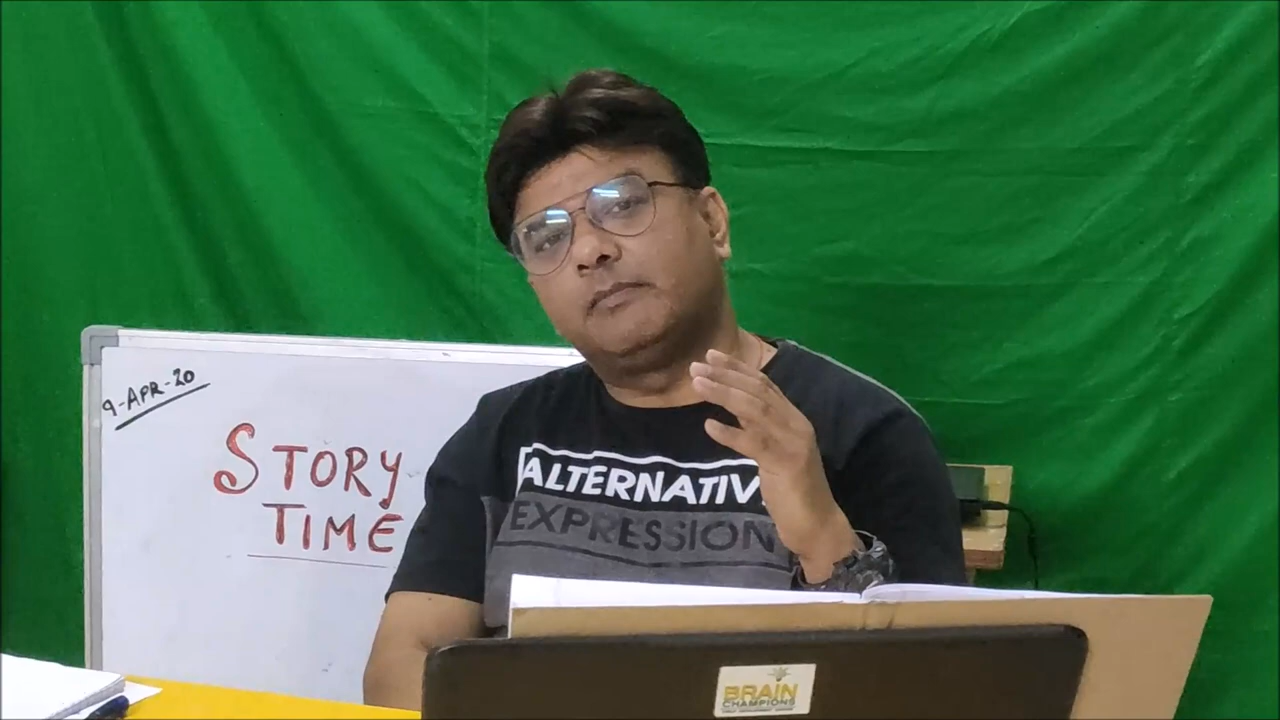 9-APR-20
STORY
TIME
ALTERNATIV
EXPRESSION
BRAIN
CHAMPIONS